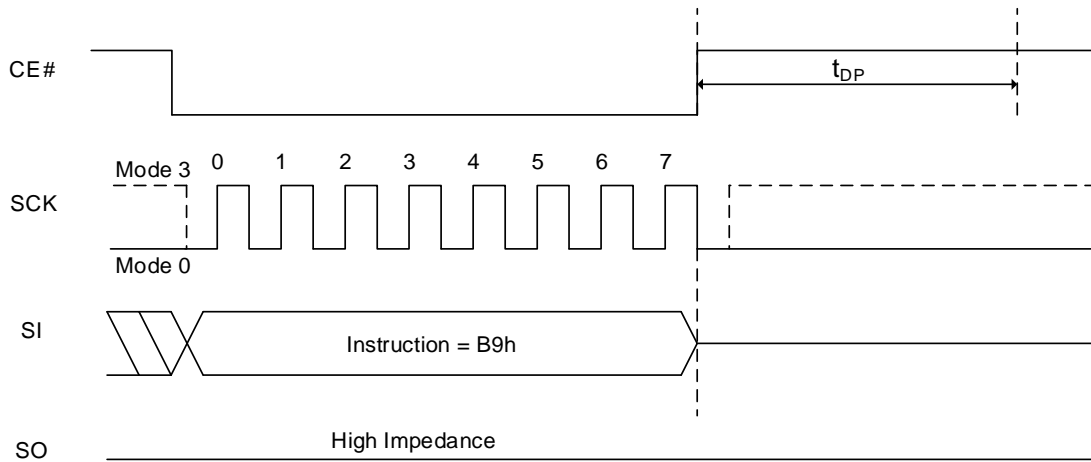 CE#
tDP
Mode 3
0 1 2 3 4 5 6 7
SCK
Mode 0
SI
Instruction = B9h
High Impedance
SO